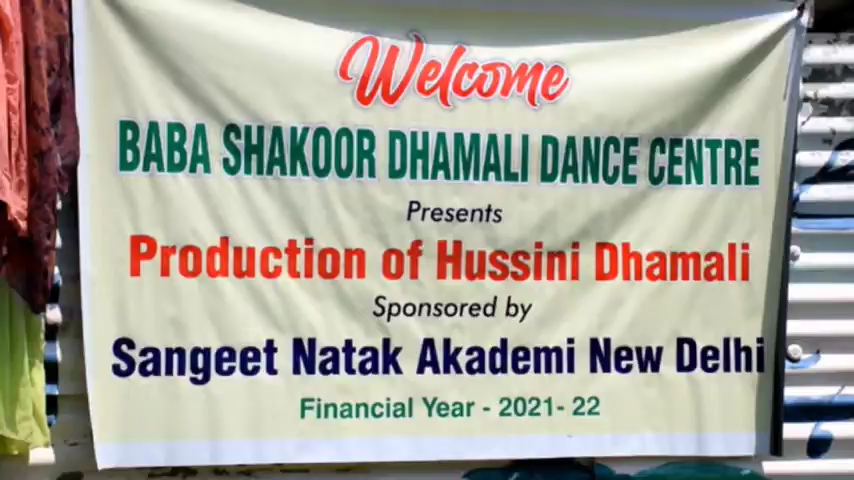 Welcome
BABA SHAKOOR DHAMALI DANCE CENTRE
Presents
Production of Hussini Dhamali
Sponsored by
Sangeet Natak Akademi New Delhi
Financial Year - 2021- 22